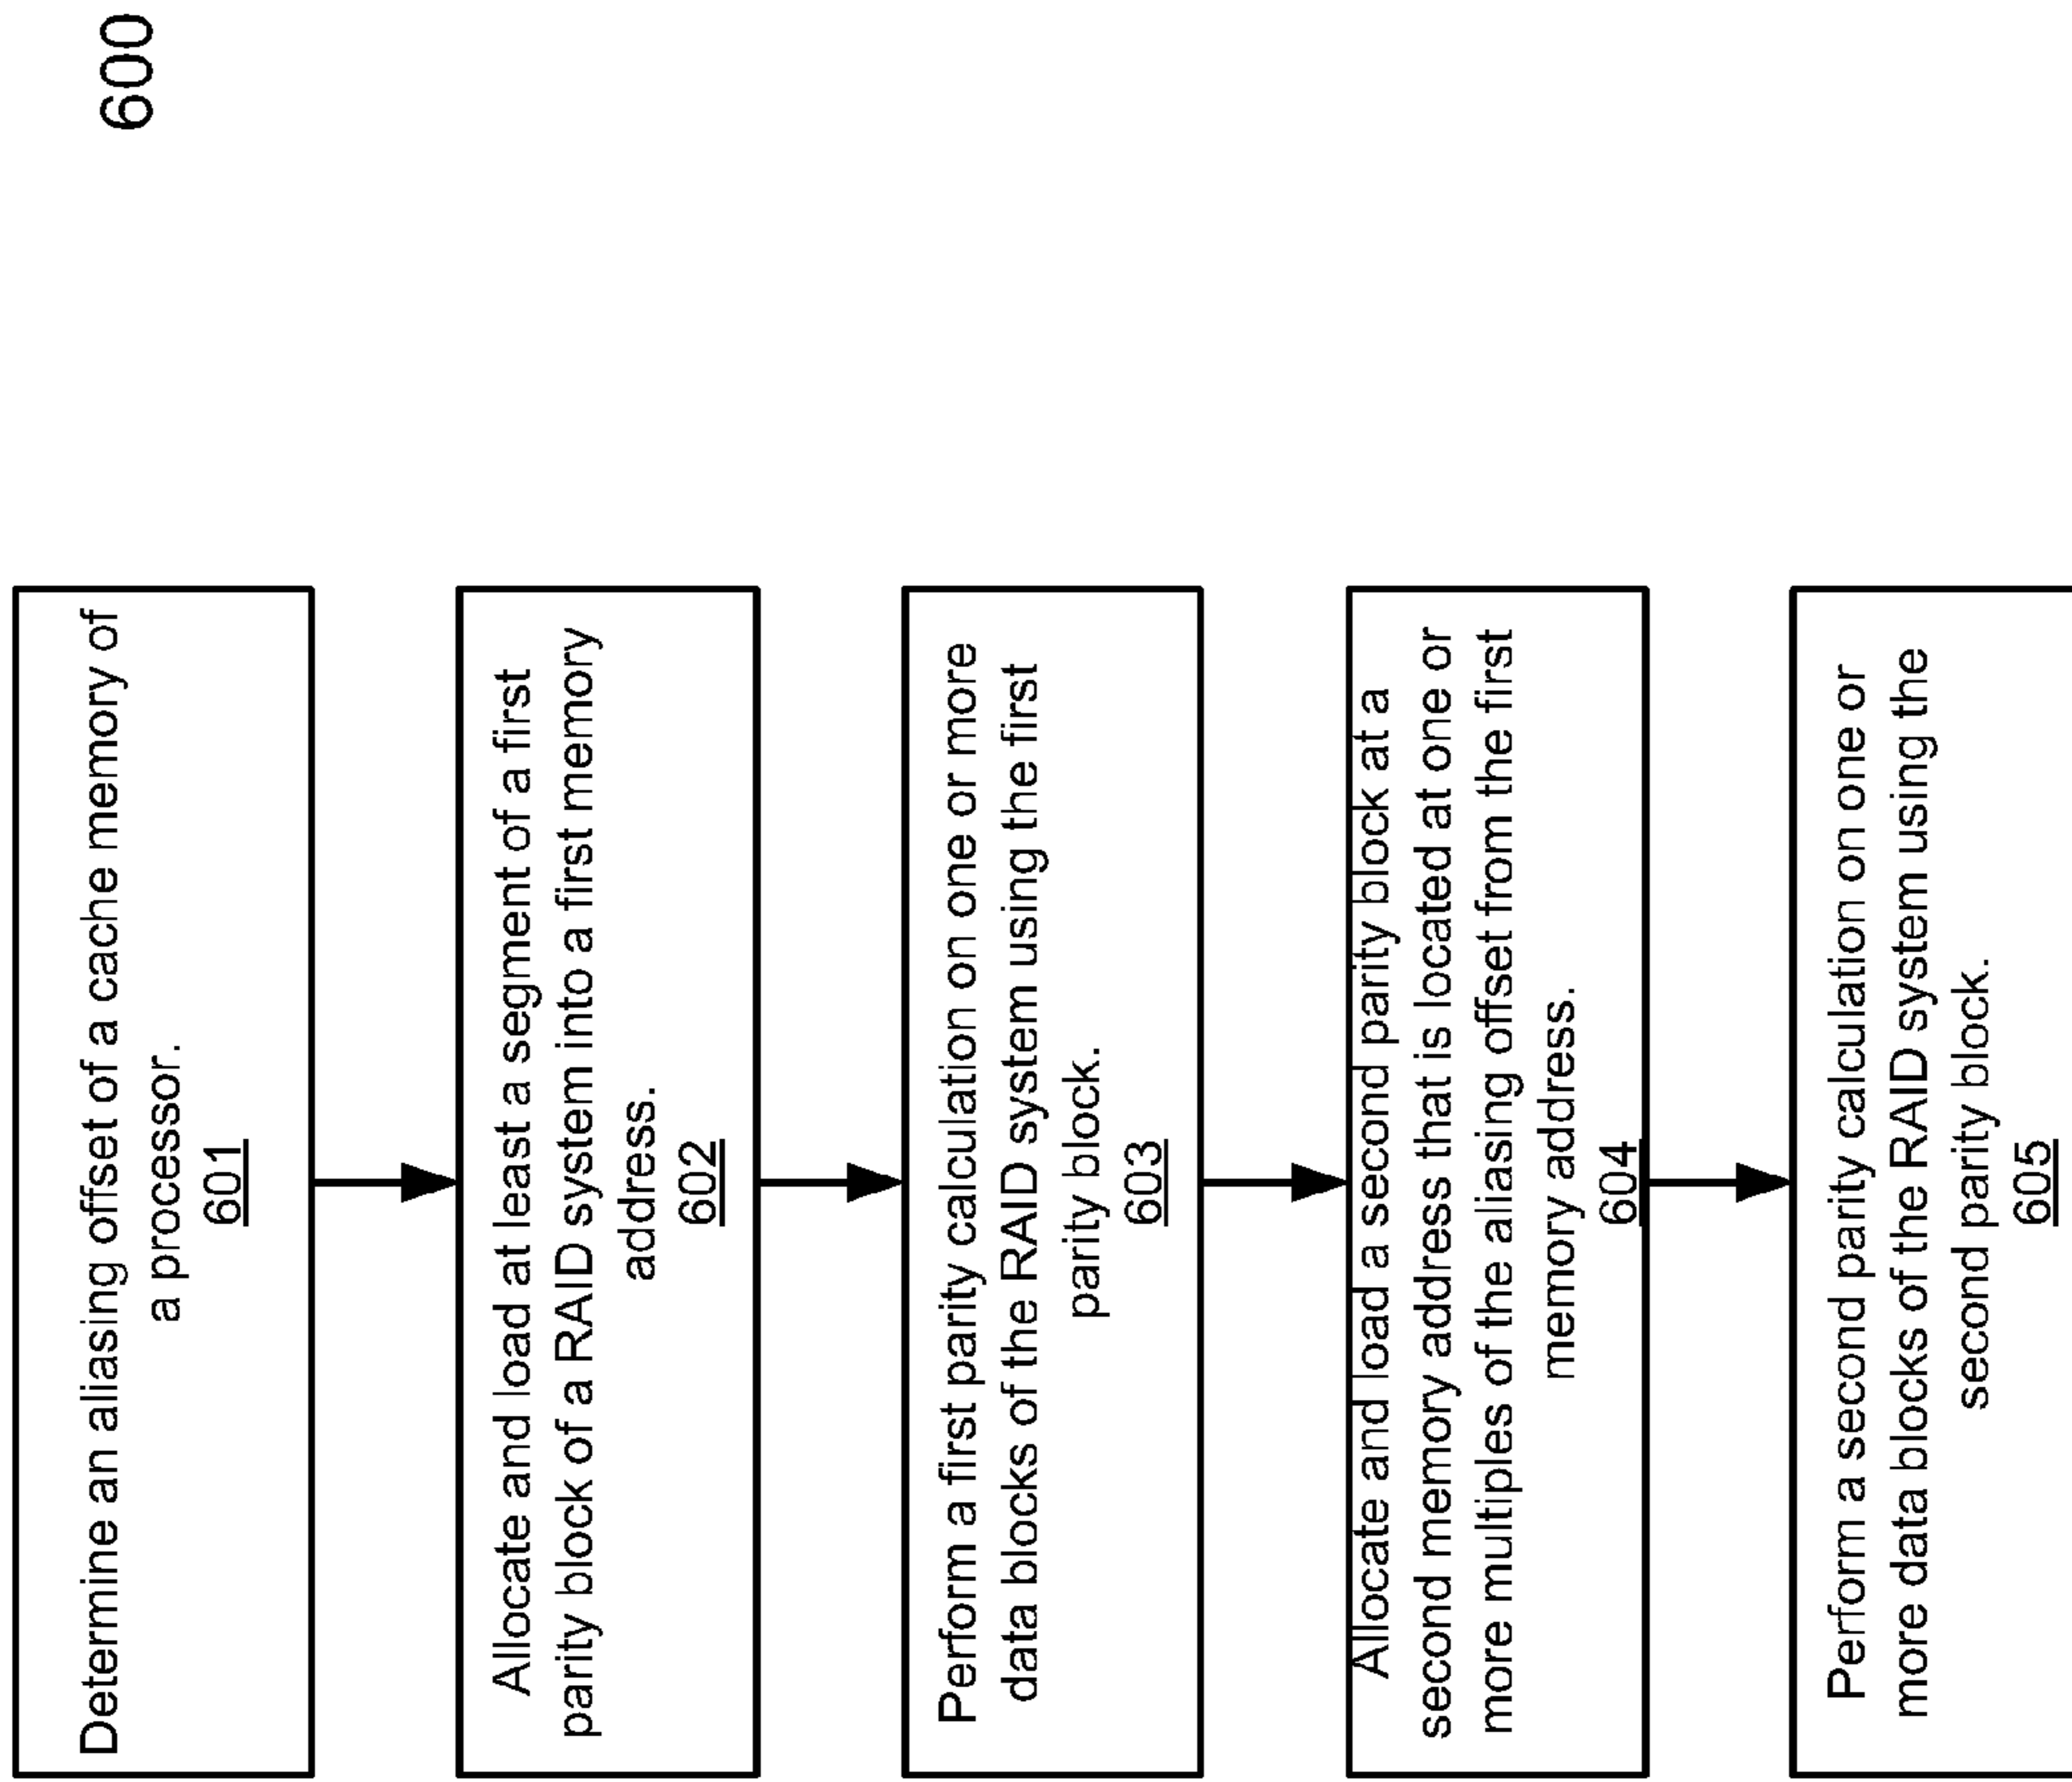 600
Determine an aliasing offset of a cache memory of
a processor.
601
Allocate and load at least a segment of a first
parity block of a RAID system into a first memory
address.
602
Perform a first parity calculation on one or more
data blocks of the RAID system using the first
parity block.
603
Allocate and load a second parity block at a
second memory address that is located at one or
more multiples of the aliasing offset from the first
memory address.
604
Perform a second parity calculation on one or
more data blocks of the RAID system using the
second parity block.
605